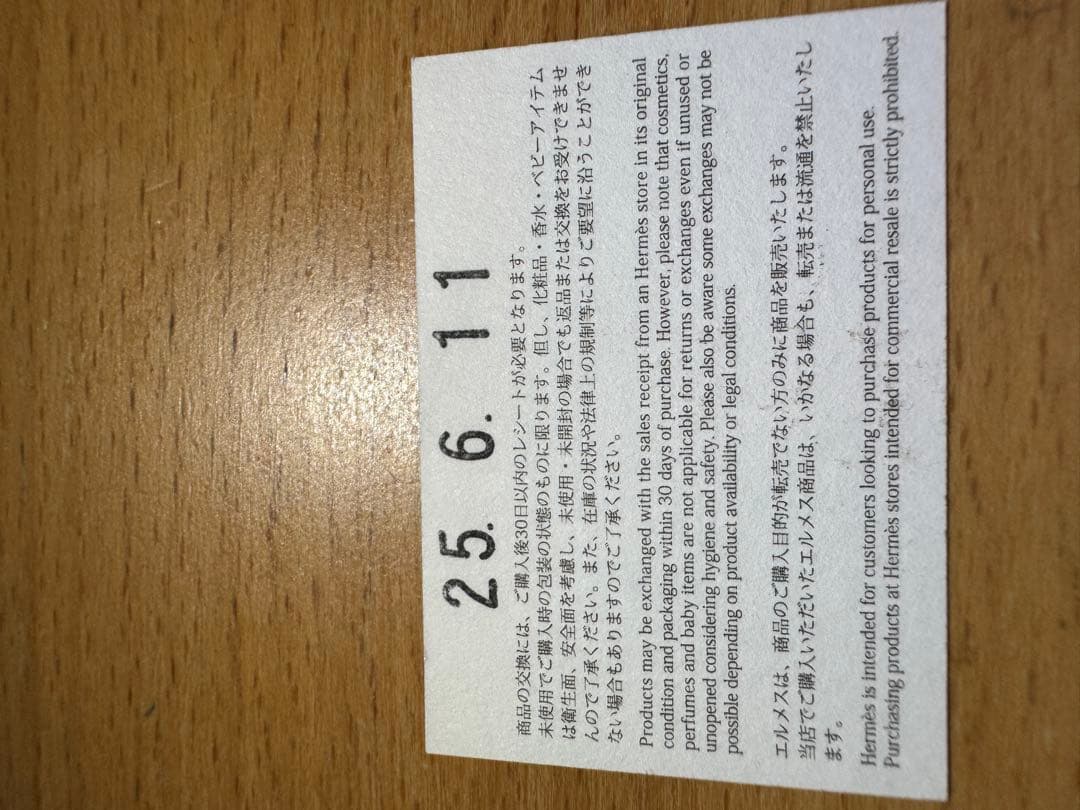 25. 6. 11
商品の交換には、ご購入後30日以内のレシートが必要となります。
未使用でご購入時の包装の状態のものに限ります。但し、化粧品・香水・ベビーアイテム
は衛生面、安全面を考慮し、未使用・未開封の場合でも返品または交換をお受けできませ
んので了承ください。また、在庫の状況や法律上の規制等によりご要望に沿うことができ
ない場合もありますのでご了承ください。
Products may be exchanged with the sales receipt from an Hermès store in its original
condition and packaging within 30 days of purchase. However, please note that cosmetics,
perfumes and baby items are not applicable for returns or exchanges even if unused or
unopened considering hygiene and safety. Please also be aware some exchanges may not be
possible depending on product availability or legal conditions.
エルメスは、商品のご購入目的が転売でない方のみに商品を販売いたします。
当店でご購入いただいたエルメス商品は、いかなる場合も、転売または流通を禁止いたし
ます。
Hermès is intended for customers looking to purchase products for personal use.
Purchasing products at Hermès stores intended for commercial resale is strictly prohibited.